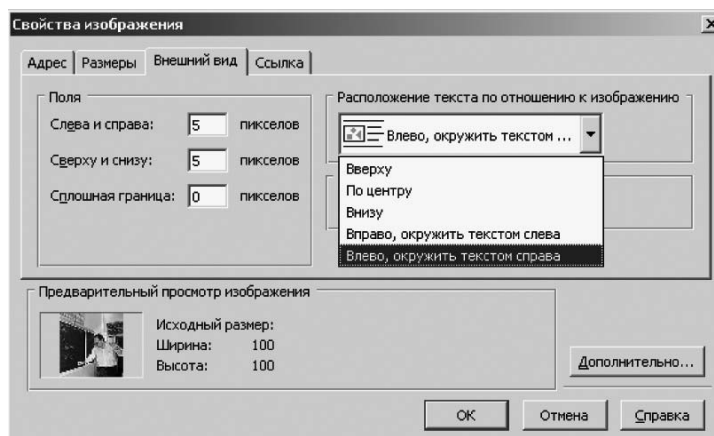 Свойства изображения
Адрес Размеры Внешний вид Ссылка
Поля
Слева и справа: 5 пикселов
Сверху и снизу: 5 пикселов
Сплошная граница: 0 пикселов
Расположение текста по отношению к изображению
Влево, окружить текстом ...
Вверху
По центру
Внизу
Вправо, окружить текстом слева
Влево, окружить текстом справа
Предварительный просмотр изображения
Исходный размер:
Ширина: 100
Высота: 100
Дополнительно...
ОК Отмена Справка